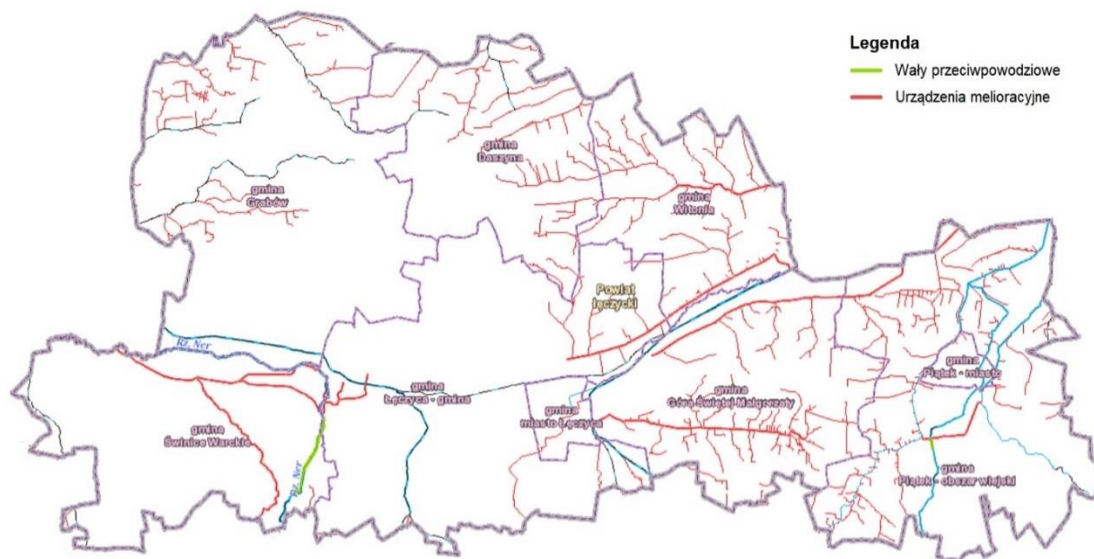 Legenda
Wały przeciwpowodziowe
Urządzenia melioracyjne
gmina
Daszyna
gmina
Grabów
gmina
Witonia
Powiat
łęczycki
Rz. Ner
gmina
Łęczyca - gmina
gmina
miasto Łęczyca
gmina
Góra Świętej Małgorzaty
gmina
Piątek - miasto
gmina
Świnice Warckie
Rz. Ner
gmina
Piątek - obszar wiejski